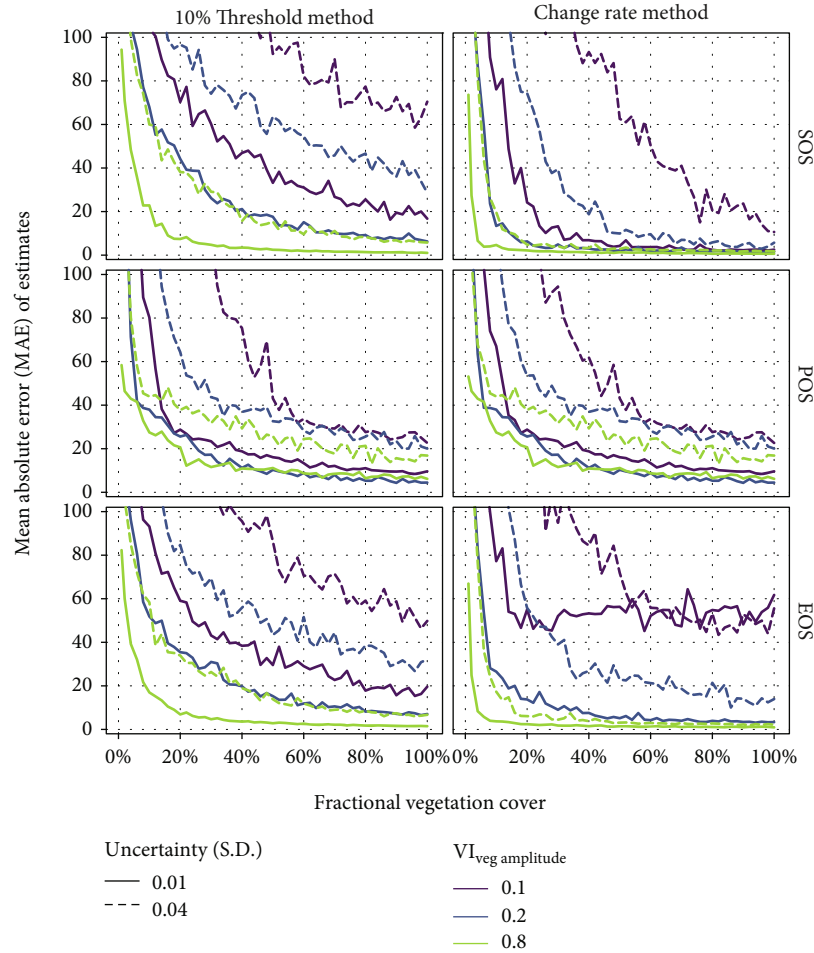 10% Threshold method
Change rate method
Mean absolute error (MAE) of estimates
100
80
60
40
20
0
SOS
100
80
60
40
20
0
POS
100
80
60
40
20
0
EOS
0% 20% 40% 60% 80% 100% 0% 20% 40% 60% 80% 100%
Fractional vegetation cover
Uncertainty (S.D.)
0.01
0.04
VIveg amplitude
0.1
0.2
0.8